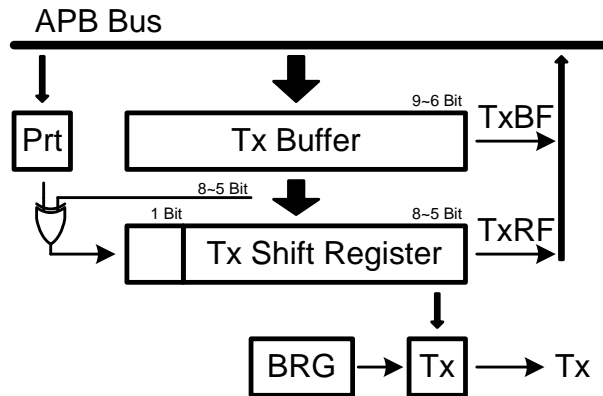 APB Bus
9~6 Bit
Prt
Tx Buffer
TxBF
8~5 Bit
1 Bit
8~5 Bit
Tx Shift Register
TxRF
BRG
Tx
Tx